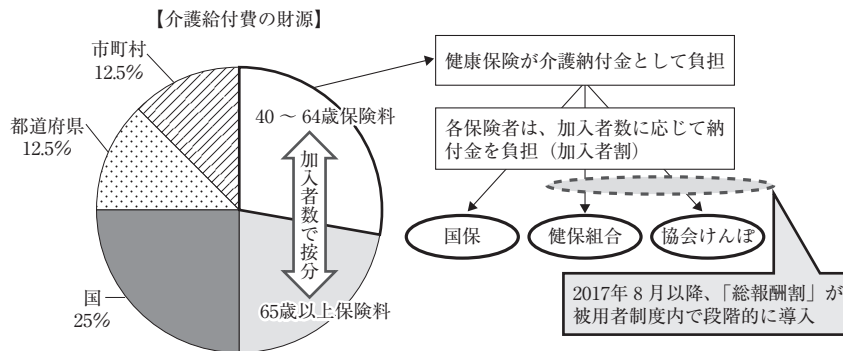 【介護給付費の財源】
市町村
12.5%
都道府県
12.5%
国
25%
40～64歳保険料
加入者数で按分
65歳以上保険料
健康保険が介護納付金として負担
各保険者は、加入者数に応じて納
付金を負担（加入者割）
国保
健保組合
協会けんぽ
2017年8月以降、「総報酬割」が
被用者制度内で段階的に導入